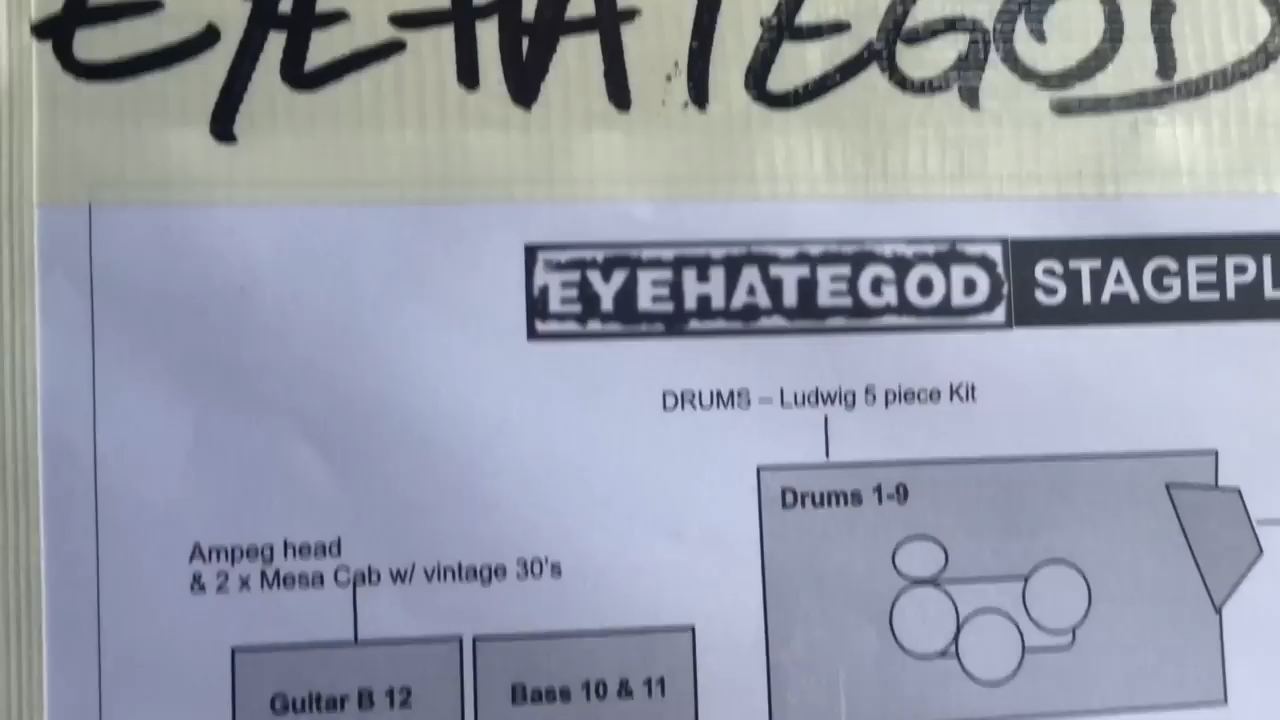 EYEHATEGOD
EYEHATEGOD STAGEPL
DRUMS – Ludwig 5 piece Kit
Drums 1-9
Ampeg head
& 2 x Mesa Cab w/ vintage 30's
Guitar B 12
Bass 10 & 11